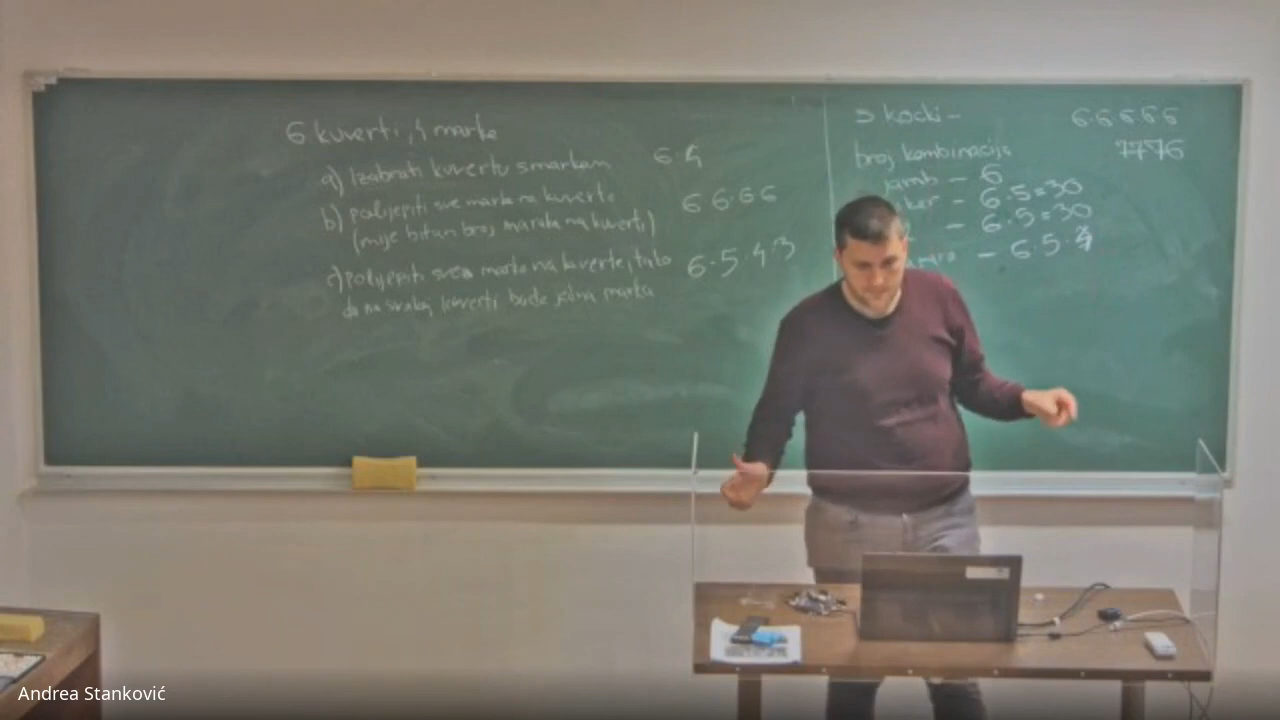 6 kuverti, 4 marke
a) Izabrati kuvertu s markom 6·4
b) polijepiti sve marke na kuverte 6·6·6·6
(nije bitan broj maraka na kuverti)
c) polijepiti sve marke na kuverte, tako 6·5·4·3
da na svakoj kuverti bude jedna marka
5 kocki - 6·6·6·6·6
broj kombinacija 7776
jamb - 6
- 6·5=30
- 6·5=30
- 6·5·4
Andrea Stanković